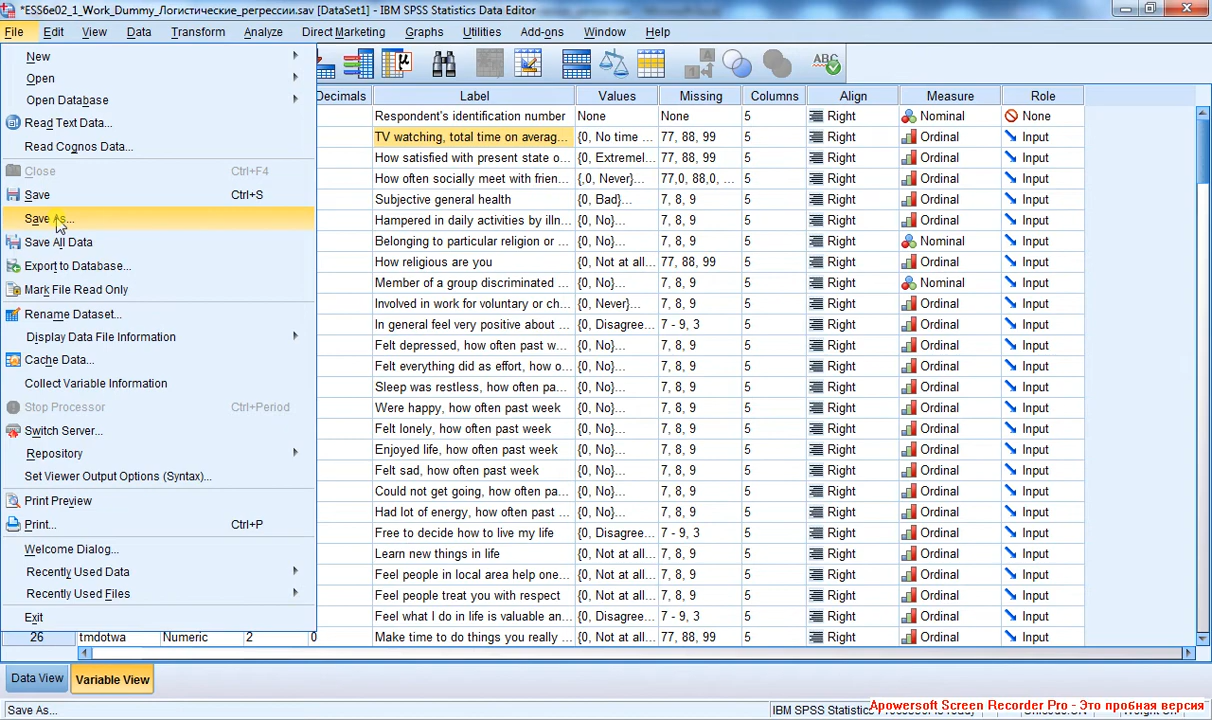 *ESS6e02_1_Work_Dummy_Логистические_регрессии.sav [DataSet1] - IBM SPSS Statistics Data Editor
File Edit View Data Transform Analyze Direct Marketing Graphs Utilities Add-ons Window Help
New
Open
Open Database
Read Text Data...
Read Cognos Data...
Close Ctrl+F4
Save Ctrl+S
Save As...
Save All Data
Export to Database...
Mark File Read Only
Rename Dataset...
Display Data File Information
Cache Data...
Collect Variable Information
Stop Processor Ctrl+Period
Switch Server...
Repository
Set Viewer Output Options (Syntax)...
Print Preview
Print... Ctrl+P
Welcome Dialog...
Recently Used Data
Recently Used Files
Exit
ABC
Decimals Label Values Missing Columns Align Measure Role
Respondent's identification number None None 5 Right Nominal None
TV watching, total time on averag... {0, No time ... 77, 88, 99 5 Right Ordinal Input
How satisfied with present state o... {0, Extremel... 77, 88, 99 5 Right Ordinal Input
How often socially meet with frien... {,0, Never}... 77,0, 88,0, ... 5 Right Ordinal Input
Subjective general health {0, Bad}... 7, 8, 9 5 Right Ordinal Input
Hampered in daily activities by illn... {0, No}... 7, 8, 9 5 Right Ordinal Input
Belonging to particular religion or ... {0, No}... 7, 8, 9 5 Right Nominal Input
How religious are you {0, Not at all... 77, 88, 99 5 Right Ordinal Input
Member of a group discriminated ... {0, No}... 7, 8, 9 5 Right Nominal Input
Involved in work for voluntary or ch... {0, Never}... 7, 8, 9 5 Right Ordinal Input
In general feel very positive about ... {0, Disagree... 7 - 9, 3 5 Right Ordinal Input
Felt depressed, how often past w... {0, No}... 7, 8, 9 5 Right Ordinal Input
Felt everything did as effort, how o... {0, No}... 7, 8, 9 5 Right Ordinal Input
Sleep was restless, how often pa... {0, No}... 7, 8, 9 5 Right Ordinal Input
Were happy, how often past week {0, No}... 7, 8, 9 5 Right Ordinal Input
Felt lonely, how often past week {0, No}... 7, 8, 9 5 Right Ordinal Input
Enjoyed life, how often past week {0, No}... 7, 8, 9 5 Right Ordinal Input
Felt sad, how often past week {0, No}... 7, 8, 9 5 Right Ordinal Input
Could not get going, how often pas... {0, No}... 7, 8, 9 5 Right Ordinal Input
Had lot of energy, how often past ... {0, No}... 7, 8, 9 5 Right Ordinal Input
Free to decide how to live my life {0, Disagree... 7 - 9, 3 5 Right Ordinal Input
Learn new things in life {0, Not at all... 7, 8, 9 5 Right Ordinal Input
Feel people in local area help one... {0, Not at all... 7, 8, 9 5 Right Ordinal Input
Feel people treat you with respect {0, Not at all... 7, 8, 9 5 Right Ordinal Input
Feel what I do in life is valuable an... {0, Disagree... 7 - 9, 3 5 Right Ordinal Input
26 tmdotwa Numeric 2 0 Make time to do things you really ... {0, Not at all... 77, 88, 99 5 Right Ordinal Input
Data View Variable View
Save As... IBM SPSS Statistics
Apowersoft Screen Recorder Pro - Это пробная версия